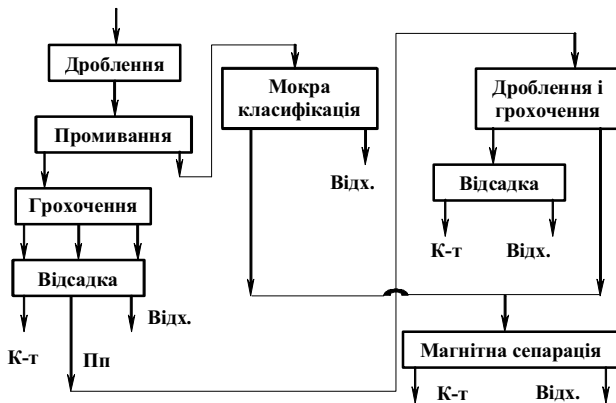 Дроблення
Промивання
Грохочення
Відсадка
К-т
Пп
Відх.
Мокра
класифікація
Відх.
Дроблення і
грохочення
Відсадка
К-т
Відх.
Магнітна сепарація
К-т
Відх.